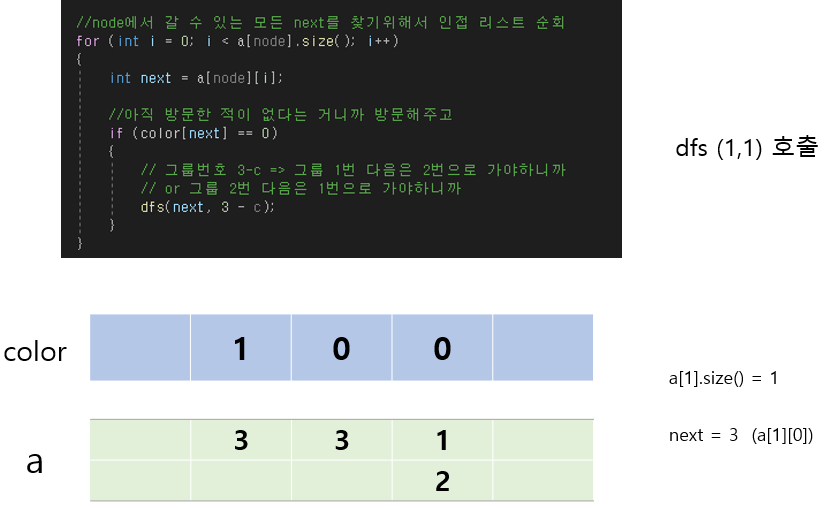 //node에서 갈 수 있는 모든 next를 찾기위해서 인접 리스트 순회
for (int i = 0; i < a[node].size(); i++)
{
int next = a[node][i];
//아직 방문한 적이 없다는 거니까 방문해주고
if (color[next] == 0)
{
// 그룹번호 3-c => 그룹 1번 다음은 2번으로 가야하니까
// or 그룹 2번 다음은 1번으로 가야하니까
dfs(next, 3 - c);
}
}
dfs (1,1) 호출
color 1 0 0
a[1].size() = 1
next = 3 (a[1][0])
a
3 3 1
2